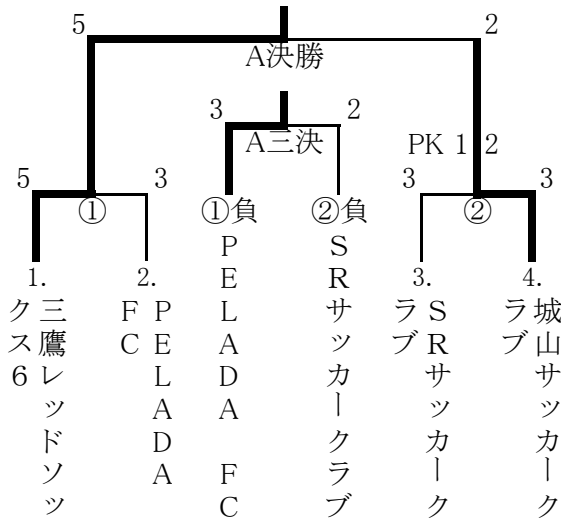 5 2
A決勝
3 2
A三決
PK 1 2
5 3 3 3
① ①負 ②負 ②
1. 2. 3. 4.
三鷹レッドソックス6
PELADA FC
PELADA FC
SRサッカークラブ
SRサッカークラブ
城山サッカークラブ